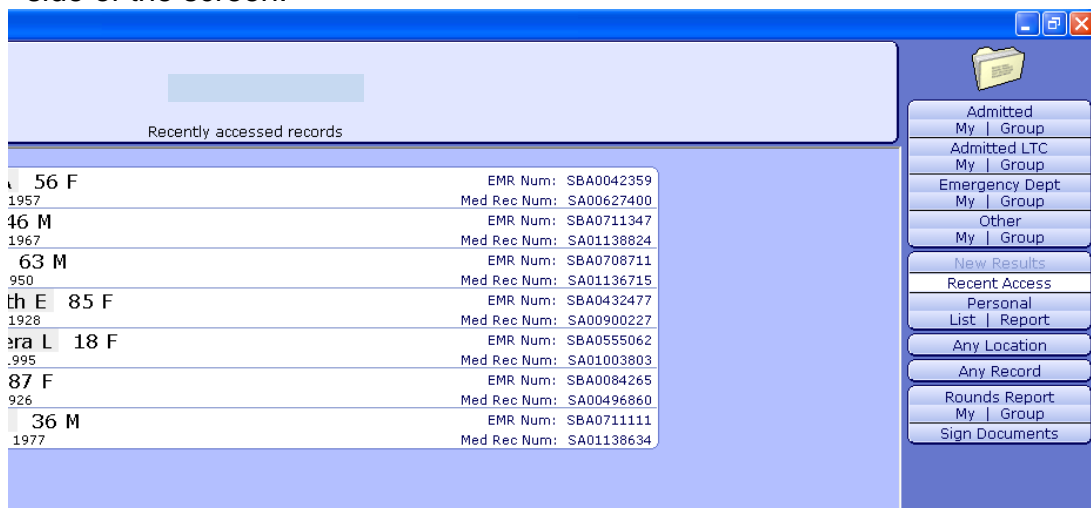 side of the screen.
Recently accessed records
56 F EMR Num: SBA0042359
1957 Med Rec Num: SA00627400
46 M EMR Num: SBA0711347
1967 Med Rec Num: SA01138824
63 M EMR Num: SBA0708711
950 Med Rec Num: SA01136715
th E 85 F EMR Num: SBA0432477
1928 Med Rec Num: SA00900227
era L 18 F EMR Num: SBA0555062
1995 Med Rec Num: SA01003803
87 F EMR Num: SBA0084265
926 Med Rec Num: SA00496860
36 M EMR Num: SBA0711111
1977 Med Rec Num: SA01138634
Admitted
My | Group
Admitted LTC
My | Group
Emergency Dept
My | Group
Other
My | Group
New Results
Recent Access
Personal
List | Report
Any Location
Any Record
Rounds Report
My | Group
Sign Documents